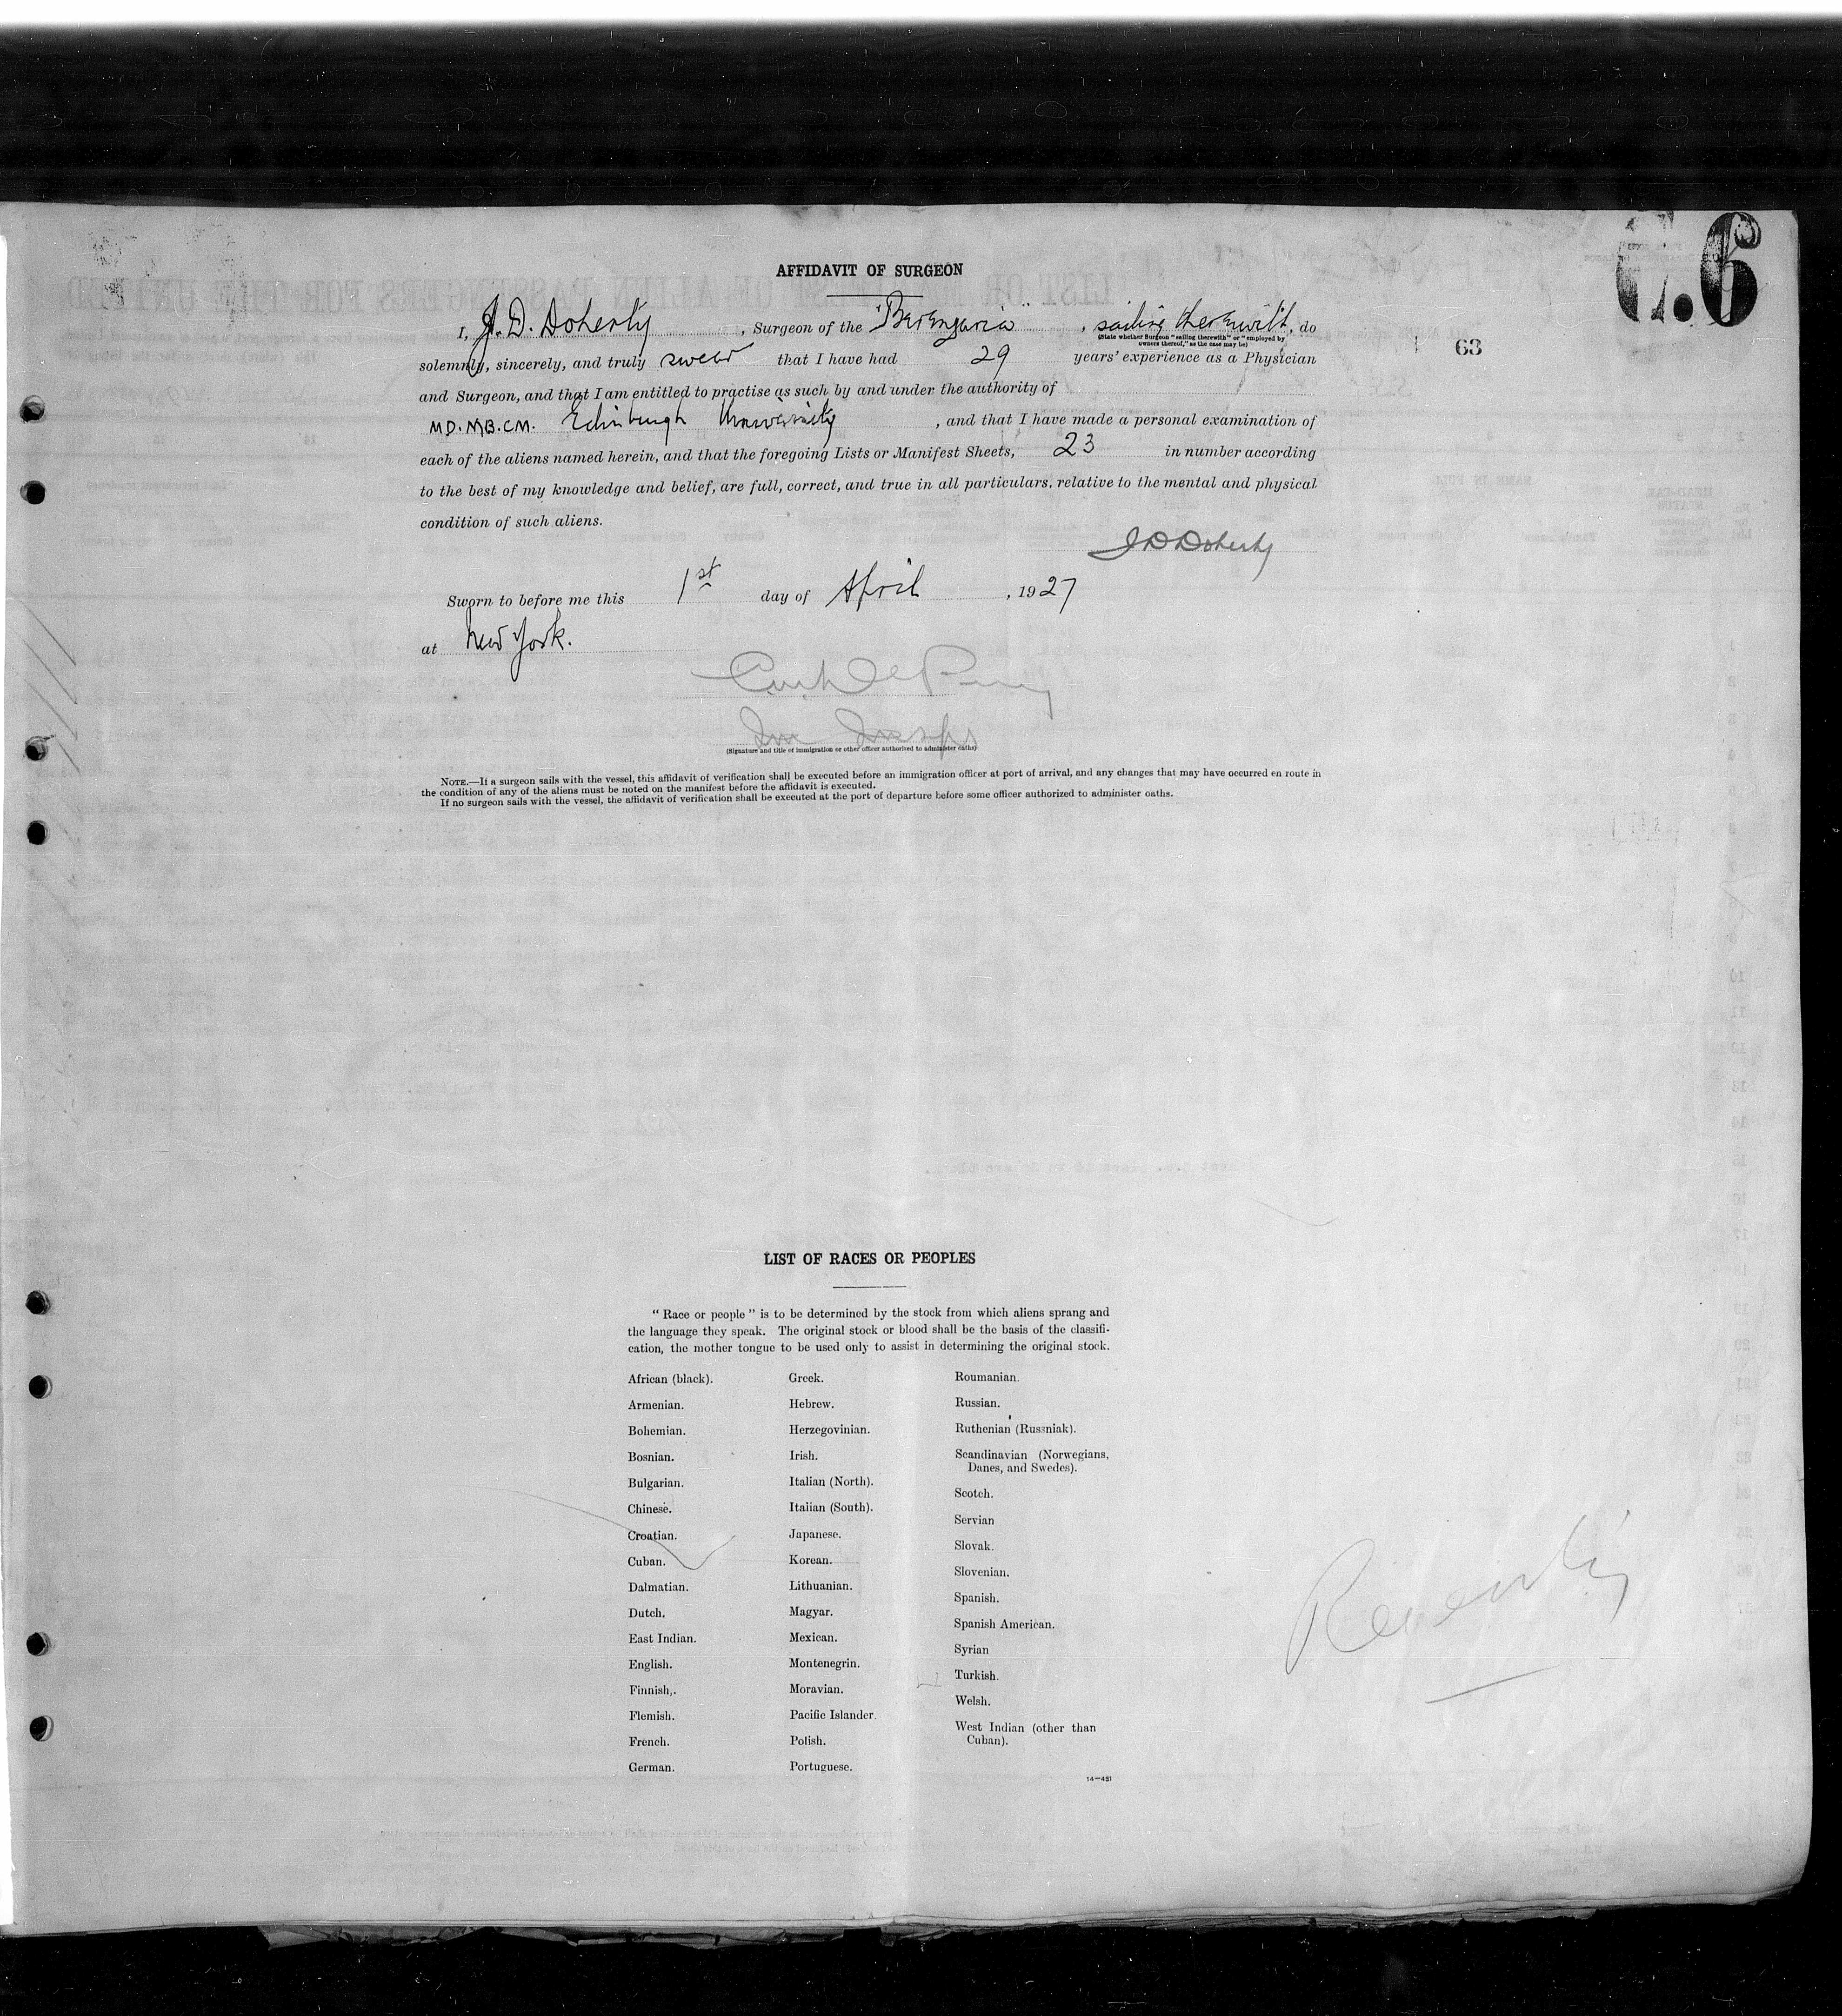 6
AFFIDAVIT OF SURGEON
I, J. D. Doherty, Surgeon of the "Berengaria", sailing therewith, do
(State whether Surgeon "sailing therewith" or "employed by
owners thereof," as the case may be)
63
solemnly, sincerely, and truly swear that I have had 29 years' experience as a Physician
and Surgeon, and that I am entitled to practise as such by and under the authority of
MD. MB. CM. Edinburgh University, and that I have made a personal examination of
each of the aliens named herein, and that the foregoing Lists or Manifest Sheets, 23 in number according
to the best of my knowledge and belief, are full, correct, and true in all particulars, relative to the mental and physical
condition of such aliens.
J D Doherty
Sworn to before me this 1st day of April, 1927
at New York.
Im Inspr
(Signature and title of immigration or other officer authorized to administer oaths)
NOTE.—If a surgeon sails with the vessel, this affidavit of verification shall be executed before an immigration officer at port of arrival, and any changes that may have occurred en route in
the condition of any of the aliens must be noted on the manifest before the affidavit is executed.
If no surgeon sails with the vessel, the affidavit of verification shall be executed at the port of departure before some officer authorized to administer oaths.
LIST OF RACES OR PEOPLES
"Race or people" is to be determined by the stock from which aliens sprang and
the language they speak. The original stock or blood shall be the basis of the classifi-
cation, the mother tongue to be used only to assist in determining the original stock.
African (black).
Armenian.
Bohemian.
Bosnian.
Bulgarian.
Chinese.
Croatian.
Cuban.
Dalmatian.
Dutch.
East Indian.
English.
Finnish.
Flemish.
French.
German.
Greek.
Hebrew.
Herzegovinian.
Irish.
Italian (North).
Italian (South).
Japanese.
Korean.
Lithuanian.
Magyar.
Mexican.
Montenegrin.
Moravian.
Pacific Islander.
Polish.
Portuguese.
Roumanian.
Russian.
Ruthenian (Russniak).
Scandinavian (Norwegians,
Danes, and Swedes).
Scotch.
Servian
Slovak.
Slovenian.
Spanish.
Spanish American.
Syrian
Turkish.
Welsh.
West Indian (other than
Cuban).
14—431